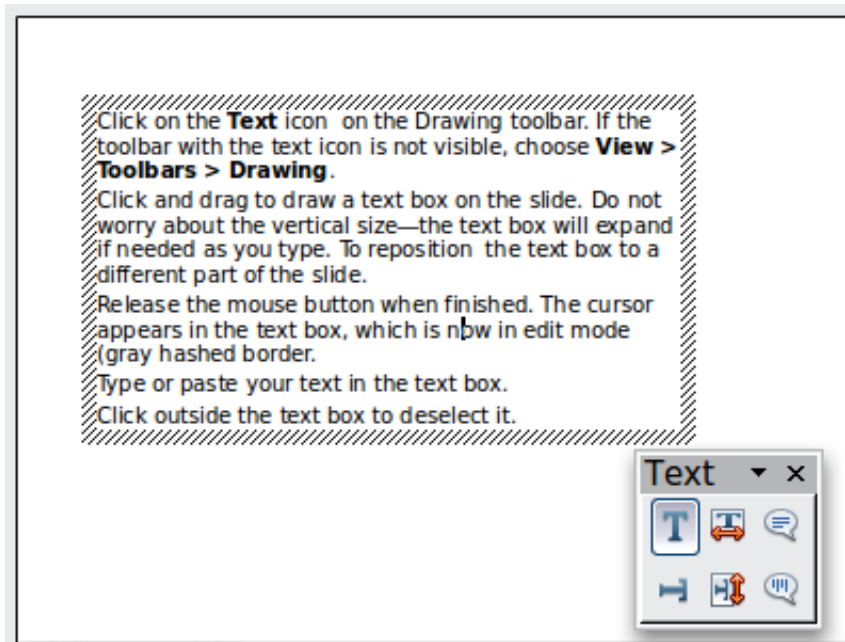 Click on the Text icon  on the Drawing toolbar. If the
toolbar with the text icon is not visible, choose View >
Toolbars > Drawing.
Click and drag to draw a text box on the slide. Do not
worry about the vertical size—the text box will expand
if needed as you type. To reposition  the text box to a
different part of the slide.
Release the mouse button when finished. The cursor
appears in the text box, which is now in edit mode
(gray hashed border.
Type or paste your text in the text box.
Click outside the text box to deselect it.
Text
T